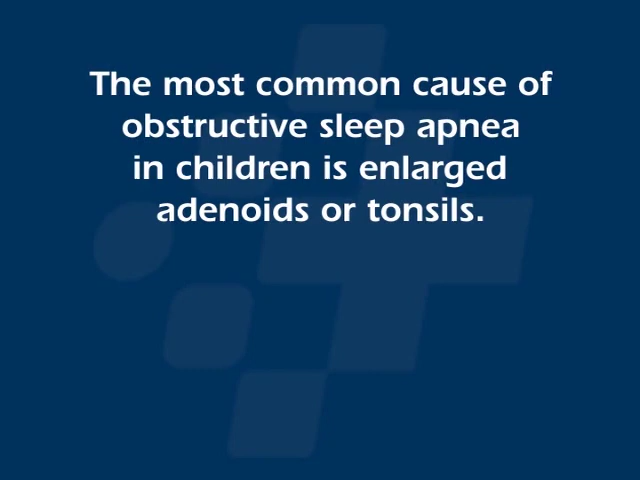 The most common cause of
obstructive sleep apnea
in children is enlarged
adenoids or tonsils.